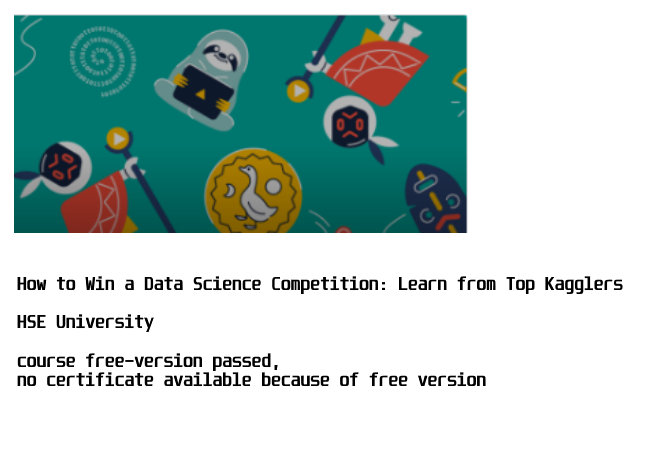 How to Win a Data Science Competition: Learn from Top Kagglers
HSE University
course free-version passed,
no certificate available because of free version